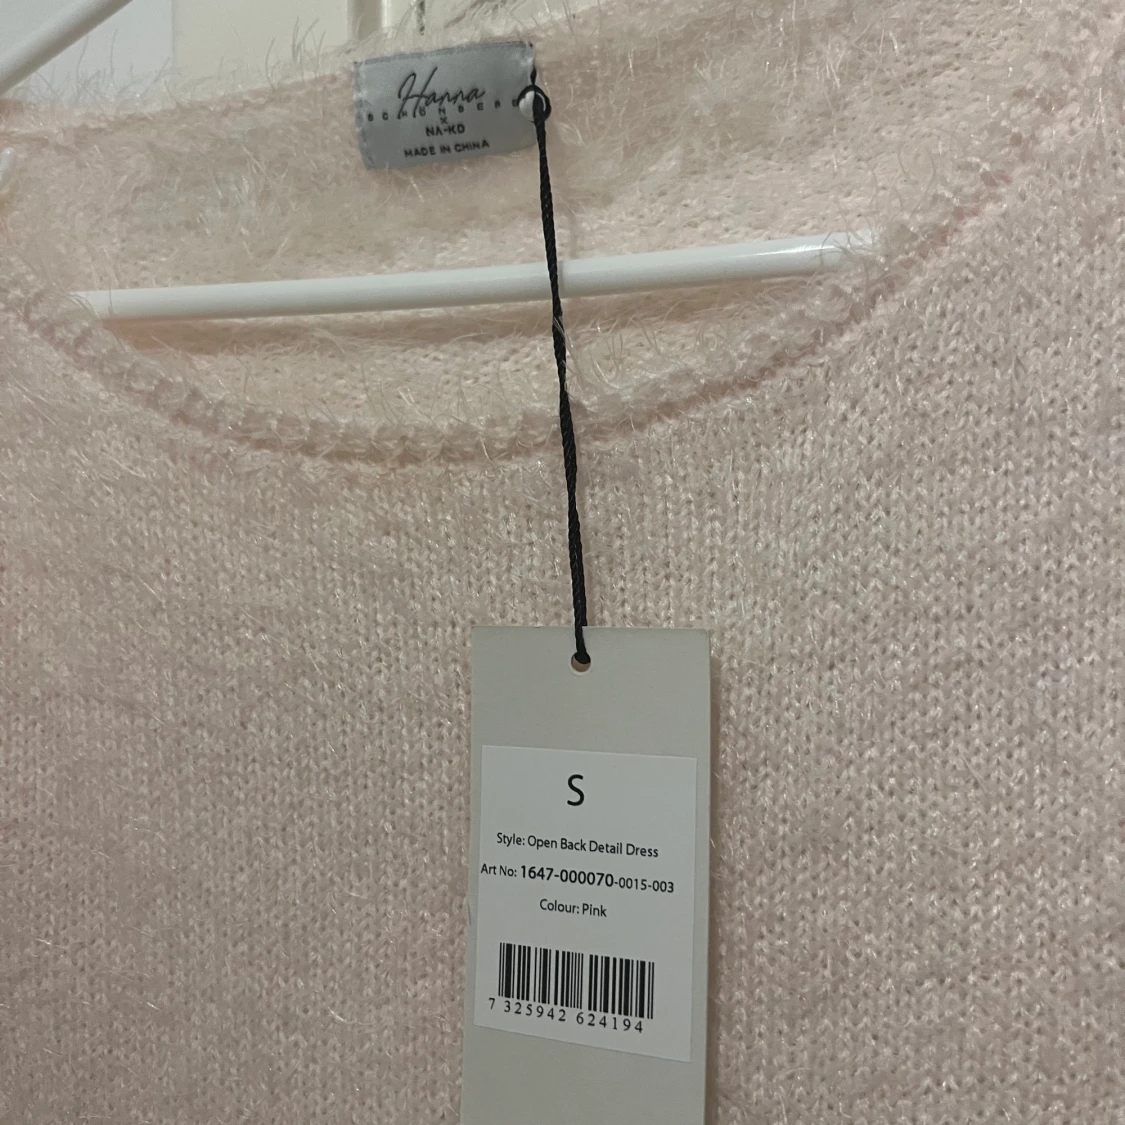 Hanna
SCHÖNBERG
X
NA-KD
MADE IN CHINA
S
Style: Open Back Detail Dress
Art No: 1647-000070-0015-003
Colour: Pink
7 325942 624194